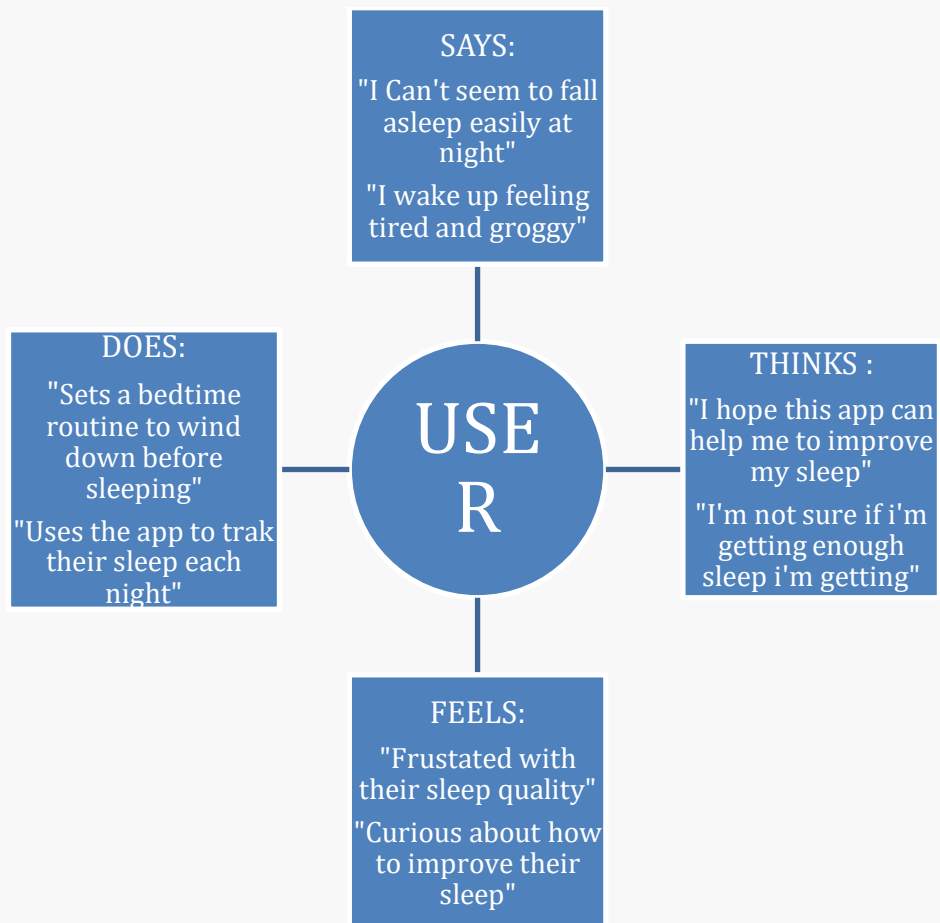 SAYS:
"I Can't seem to fall
asleep easily at
night"
"I wake up feeling
tired and groggy"
DOES:
"Sets a bedtime
routine to wind
down before
sleeping"
"Uses the app to trak
their sleep each
night"
USE
R
THINKS :
"I hope this app can
help me to improve
my sleep"
"I'm not sure if i'm
getting enough
sleep i'm getting"
FEELS:
"Frustated with
their sleep quality"
"Curious about how
to improve their
sleep"